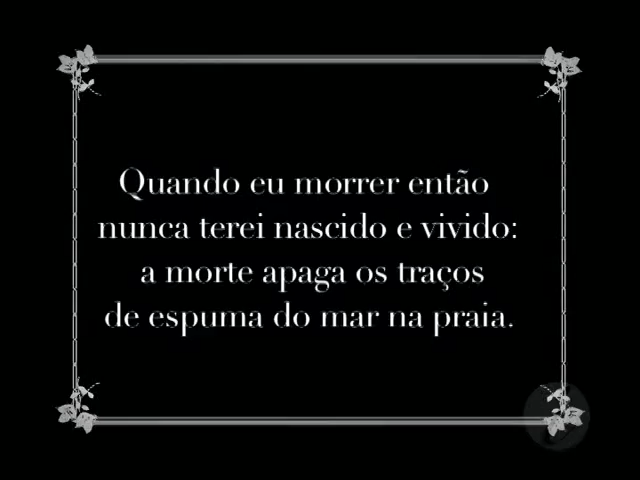 Quando eu morrer então
nunca terei nascido e vivido:
a morte apaga os traços
de espuma do mar na praia.